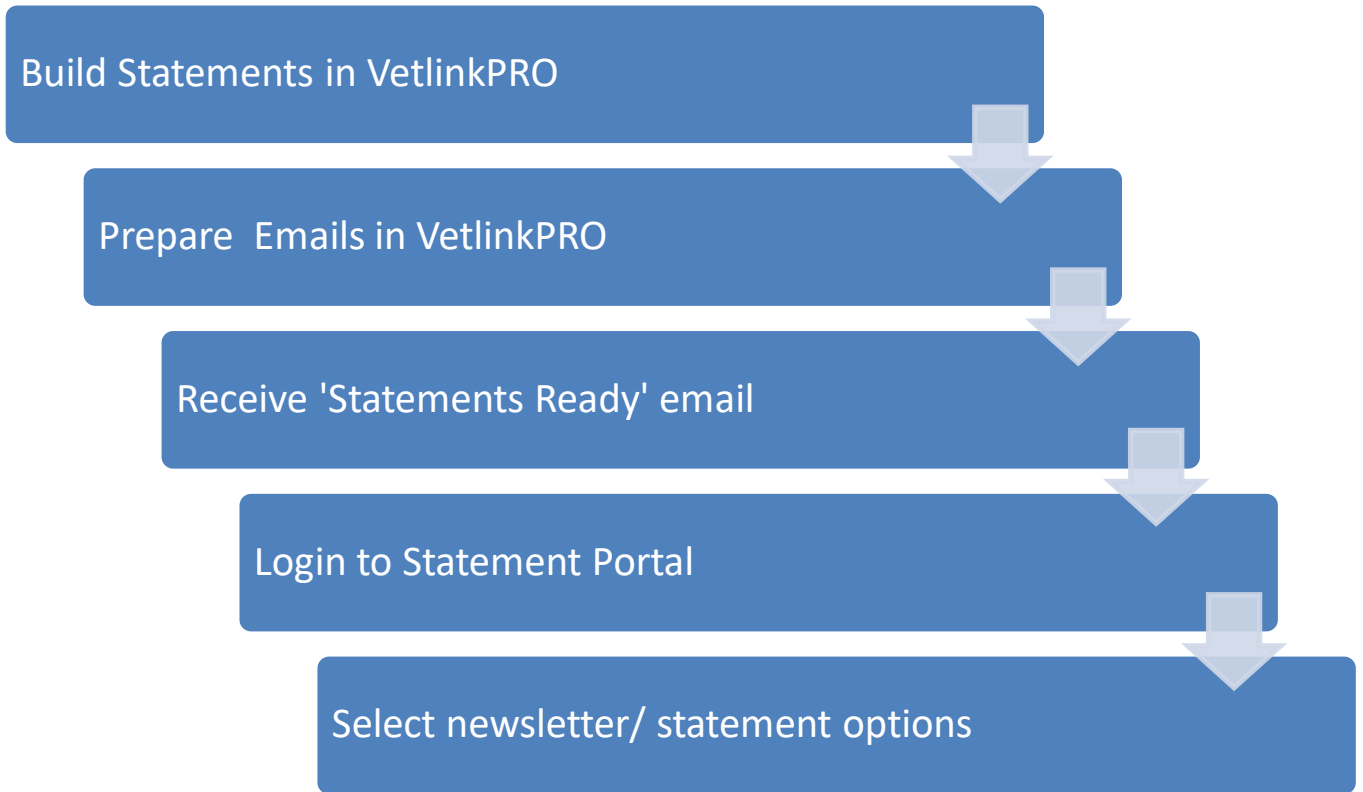 Build Statements in VetlinkPRO
Prepare  Emails in VetlinkPRO
Receive 'Statements Ready' email
Login to Statement Portal
Select newsletter/ statement options